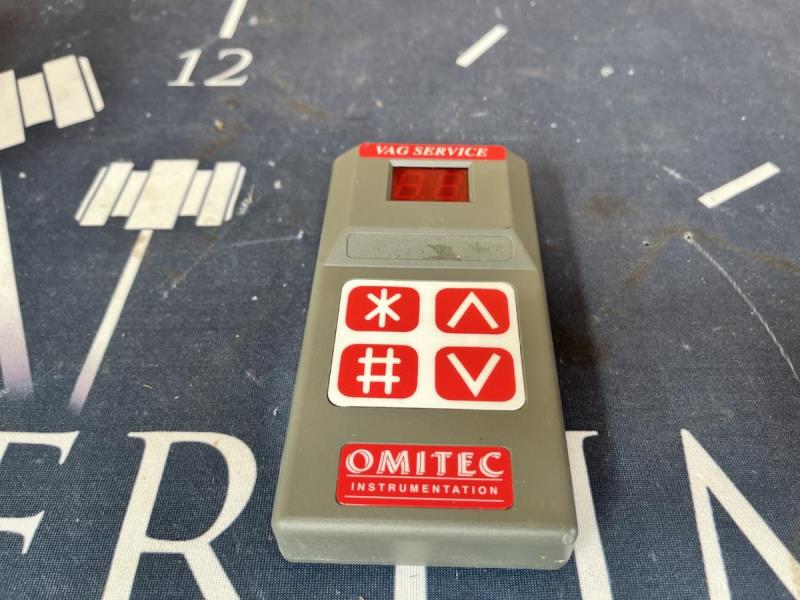 12
VAG SERVICE
*
#
OMITEC
INSTRUMENTATION